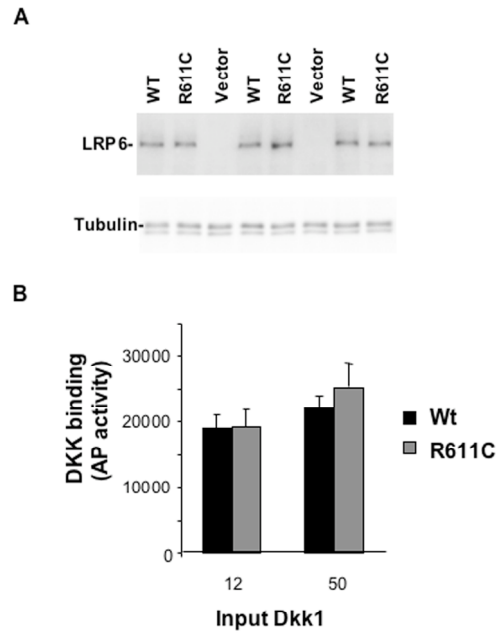 A
WT R611C Vector WT R611C Vector WT R611C
LRP6-
Tubulin-
B
DKK binding
(AP activity)
30000
20000
10000
0
Wt
R611C
12 50
Input Dkk1